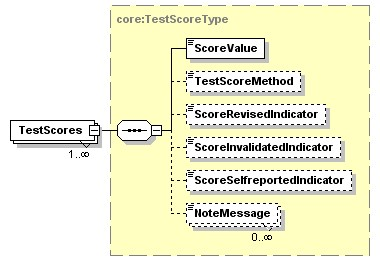 core:TestScoreType
ScoreValue
TestScoreMethod
ScoreRevisedIndicator
TestScores
1..∞
ScoreInvalidatedIndicator
ScoreSelfreportedIndicator
NoteMessage
0..∞